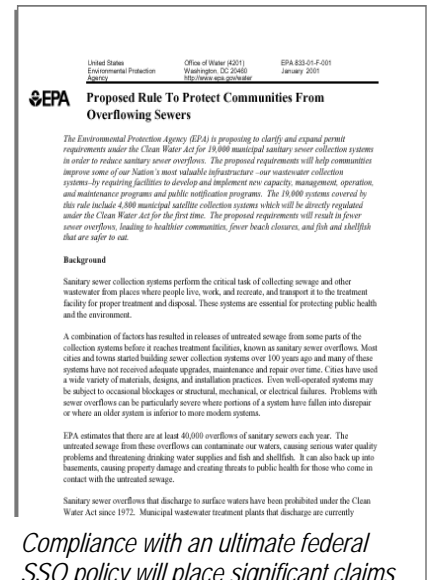 United States
Environmental Protection
Agency
Office of Water (4201)
Washington, DC 20460
http://www.epa.gov/water
EPA 833-01-F-001
January 2001
EPA
Proposed Rule To Protect Communities From
Overflowing Sewers
The Environmental Protection Agency (EPA) is proposing to clarify and expand permit
requirements under the Clean Water Act for 19,000 municipal sanitary sewer collection systems
in order to reduce sanitary sewer overflows. The proposed requirements will help communities
improve some of our Nation's most valuable infrastructure –our wastewater collection
systems–by requiring facilities to develop and implement new capacity, management, operation,
and maintenance programs and public notification programs. The 19,000 systems covered by
this rule include 4,800 municipal satellite collection systems which will be directly regulated
under the Clean Water Act for the first time. The proposed requirements will result in fewer
sewer overflows, leading to healthier communities, fewer beach closures, and fish and shellfish
that are safer to eat.
Background
Sanitary sewer collection systems perform the critical task of collecting sewage and other
wastewater from places where people live, work, and recreate, and transport it to the treatment
facility for proper treatment and disposal. These systems are essential for protecting public health
and the environment.
A combination of factors has resulted in releases of untreated sewage from some parts of the
collection systems before it reaches treatment facilities, known as sanitary sewer overflows. Most
cities and towns started building sewer collection systems over 100 years ago and many of these
systems have not received adequate upgrades, maintenance and repair over time. Cities have used
a wide variety of materials, designs, and installation practices. Even well-operated systems may
be subject to occasional blockages or structural, mechanical, or electrical failures. Problems with
sewer overflows can be particularly severe where portions of a system have fallen into disrepair
or where an older system is inferior to more modern systems.
EPA estimates that there are at least 40,000 overflows of sanitary sewers each year. The
untreated sewage from these overflows can contaminate our waters, causing serious water quality
problems and threatening drinking water supplies and fish and shellfish. It can also back up into
basements, causing property damage and creating threats to public health for those who come in
contact with the untreated sewage.
Sanitary sewer overflows that discharge to surface waters have been prohibited under the Clean
Water Act since 1972. Municipal wastewater treatment plants that discharge are currently
Compliance with an ultimate federal
SSO policy will place significant claims